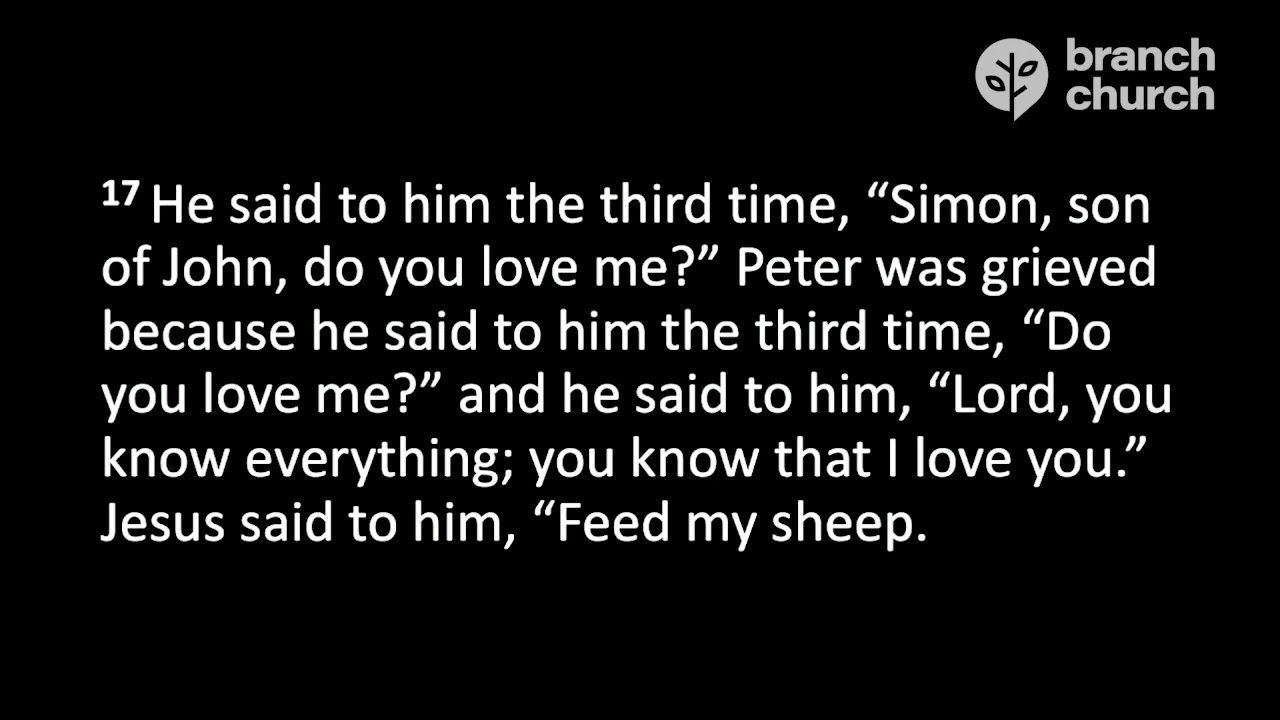 branch
church
17 He said to him the third time, “Simon, son
of John, do you love me?” Peter was grieved
because he said to him the third time, “Do
you love me?” and he said to him, “Lord, you
know everything; you know that I love you.”
Jesus said to him, “Feed my sheep.